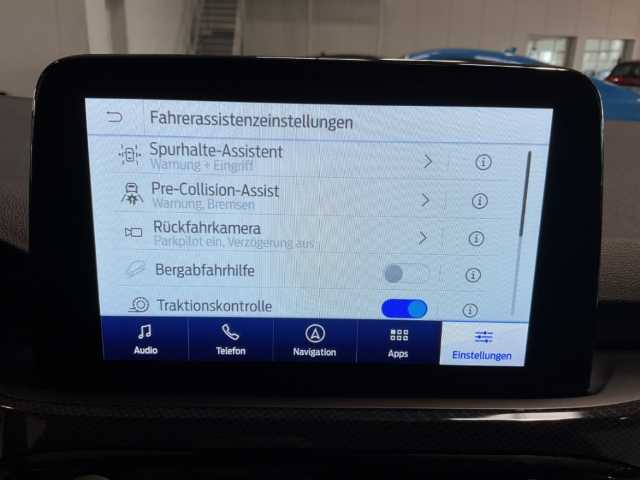 Fahrerassistenzeinstellungen
Spurhalte-Assistent
Warnung + Eingriff
Pre-Collision-Assist
Warnung, Bremsen
Rückfahrkamera
Parkpilot ein, Verzögerung aus
Bergabfahrhilfe
Traktionskontrolle
Audio
Telefon
Navigation
Apps
Einstellungen